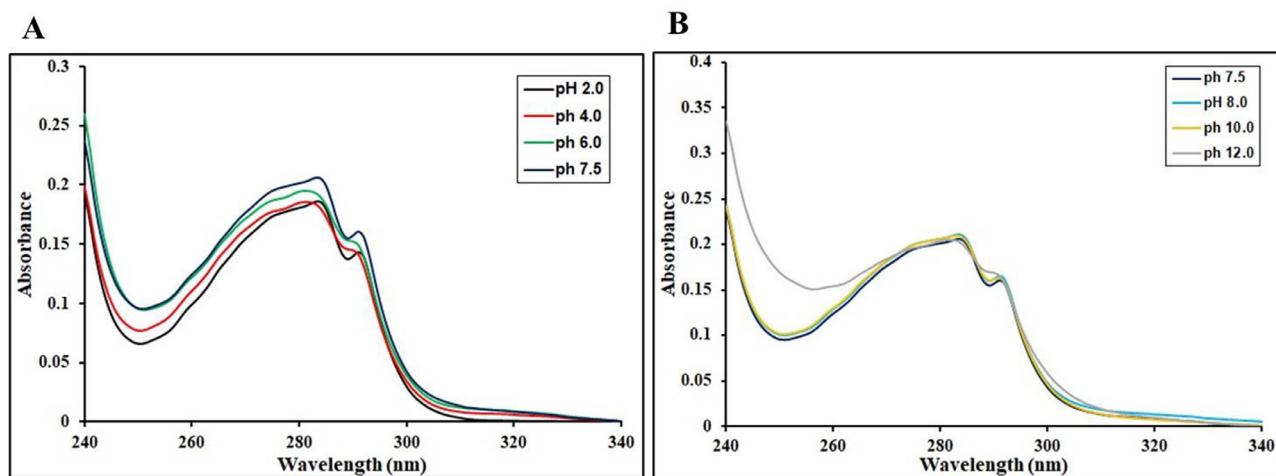 A
B
0.3
0.25
0.2
0.15
0.1
0.05
0
Absorbance
240
260
280
300
320
340
Wavelength (nm)
pH 2.0
ph 4.0
ph 6.0
ph 7.5
0.4
0.35
0.3
0.25
0.2
0.15
0.1
0.05
0
Absorbance
240
260
280
300
320
340
Wavelength (nm)
ph 7.5
pH 8.0
ph 10.0
ph 12.0